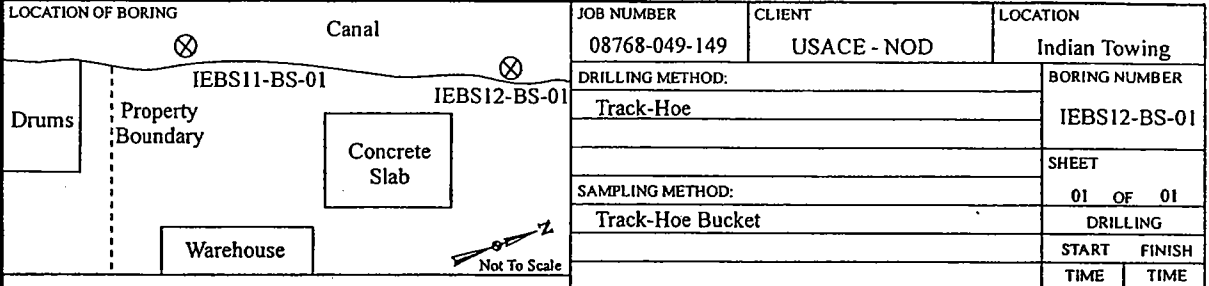 LOCATION OF BORING
Canal
IEBS11-BS-01
IEBS12-BS-01
Drums
Property
Boundary
Concrete
Slab
Warehouse
N
Not To Scale
JOB NUMBER
08768-049-149
CLIENT
USACE - NOD
LOCATION
Indian Towing
DRILLING METHOD:
Track-Hoe
BORING NUMBER
IEBS12-BS-01
SHEET
01 OF 01
SAMPLING METHOD:
Track-Hoe Bucket
DRILLING
START FINISH
TIME TIME